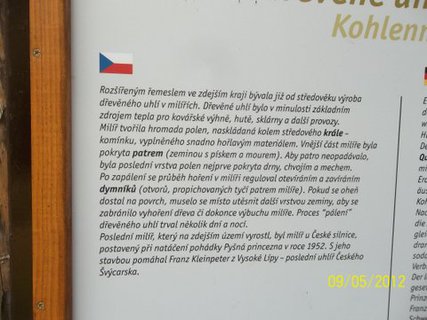 Kohlenm
Rozšířeným řemeslem ve zdejším kraji bývala již od středověku výroba
dřevěného uhlí v milířích. Dřevěné uhlí bylo v minulosti základním
zdrojem tepla pro kovářské výhně, hutě, sklárny a další provozy.
Milíř tvořila hromada polen, naskládaná kolem středového krále –
komínku, vyplněného snadno hořlavým materiálem. Vnější část milíře byla
pokryta patrem (zeminou s pískem a mourem). Aby patro neopadávalo,
byla poslední vrstva polen nejprve pokryta drny, chvojím a mechem.
Po zapálení se průběh hoření v milíři reguloval otevíráním a zavíráním
dymníků (otvorů, propichovaných tyčí patrem milíře). Pokud se oheň
dostal na povrch, muselo se místo utěsnit další vrstvou zeminy, aby se
zabránilo vyhoření dřeva či dokonce výbuchu milíře. Proces "pálení"
dřevěného uhlí trval několik dní a nocí.
Poslední milíř, který na zdejším území vyrostl, byl milíř u České silnice,
postavený při natáčení pohádky Pyšná princezna v roce 1952. S jeho
stavbou pomáhal Franz Kleinpeter z Vysoké Lípy – poslední uhlíř Českého
Švýcarska.
09/05/2012